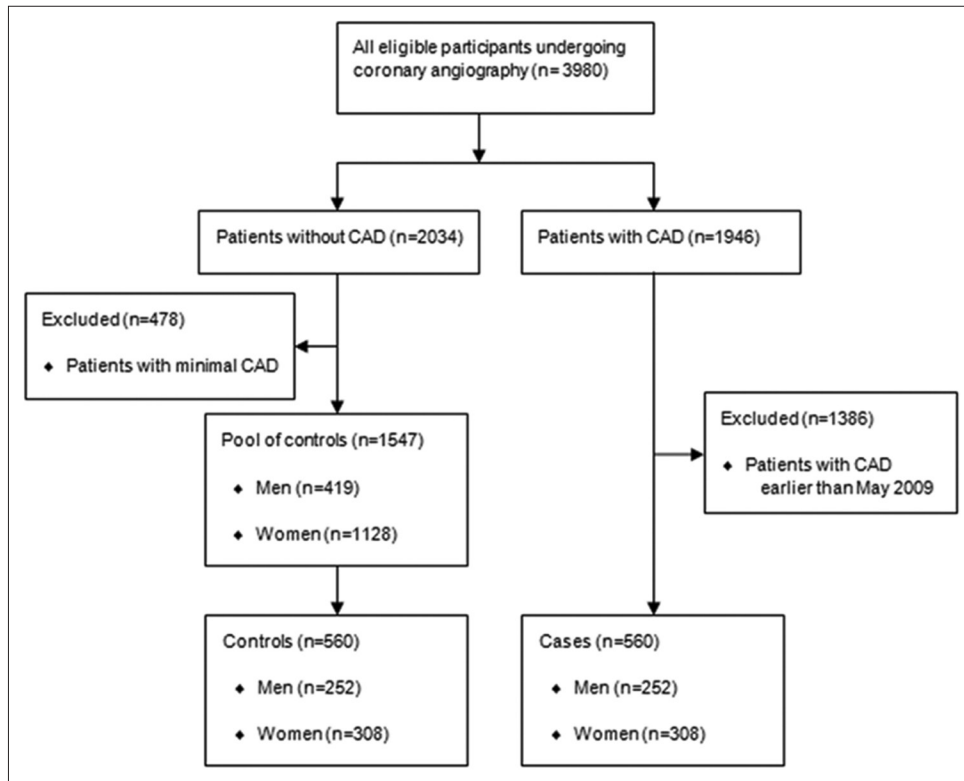 All eligible participants undergoing
coronary angiography (n= 3980)
Patients without CAD (n=2034)
Patients with CAD (n=1946)
Excluded (n=478)
◆ Patients with minimal CAD
Excluded (n=1386)
◆ Patients with CAD
earlier than May 2009
Pool of controls (n=1547)
◆ Men (n=419)
◆ Women (n=1128)
Controls (n=560)
◆ Men (n=252)
◆ Women (n=308)
Cases (n=560)
◆ Men (n=252)
◆ Women (n=308)